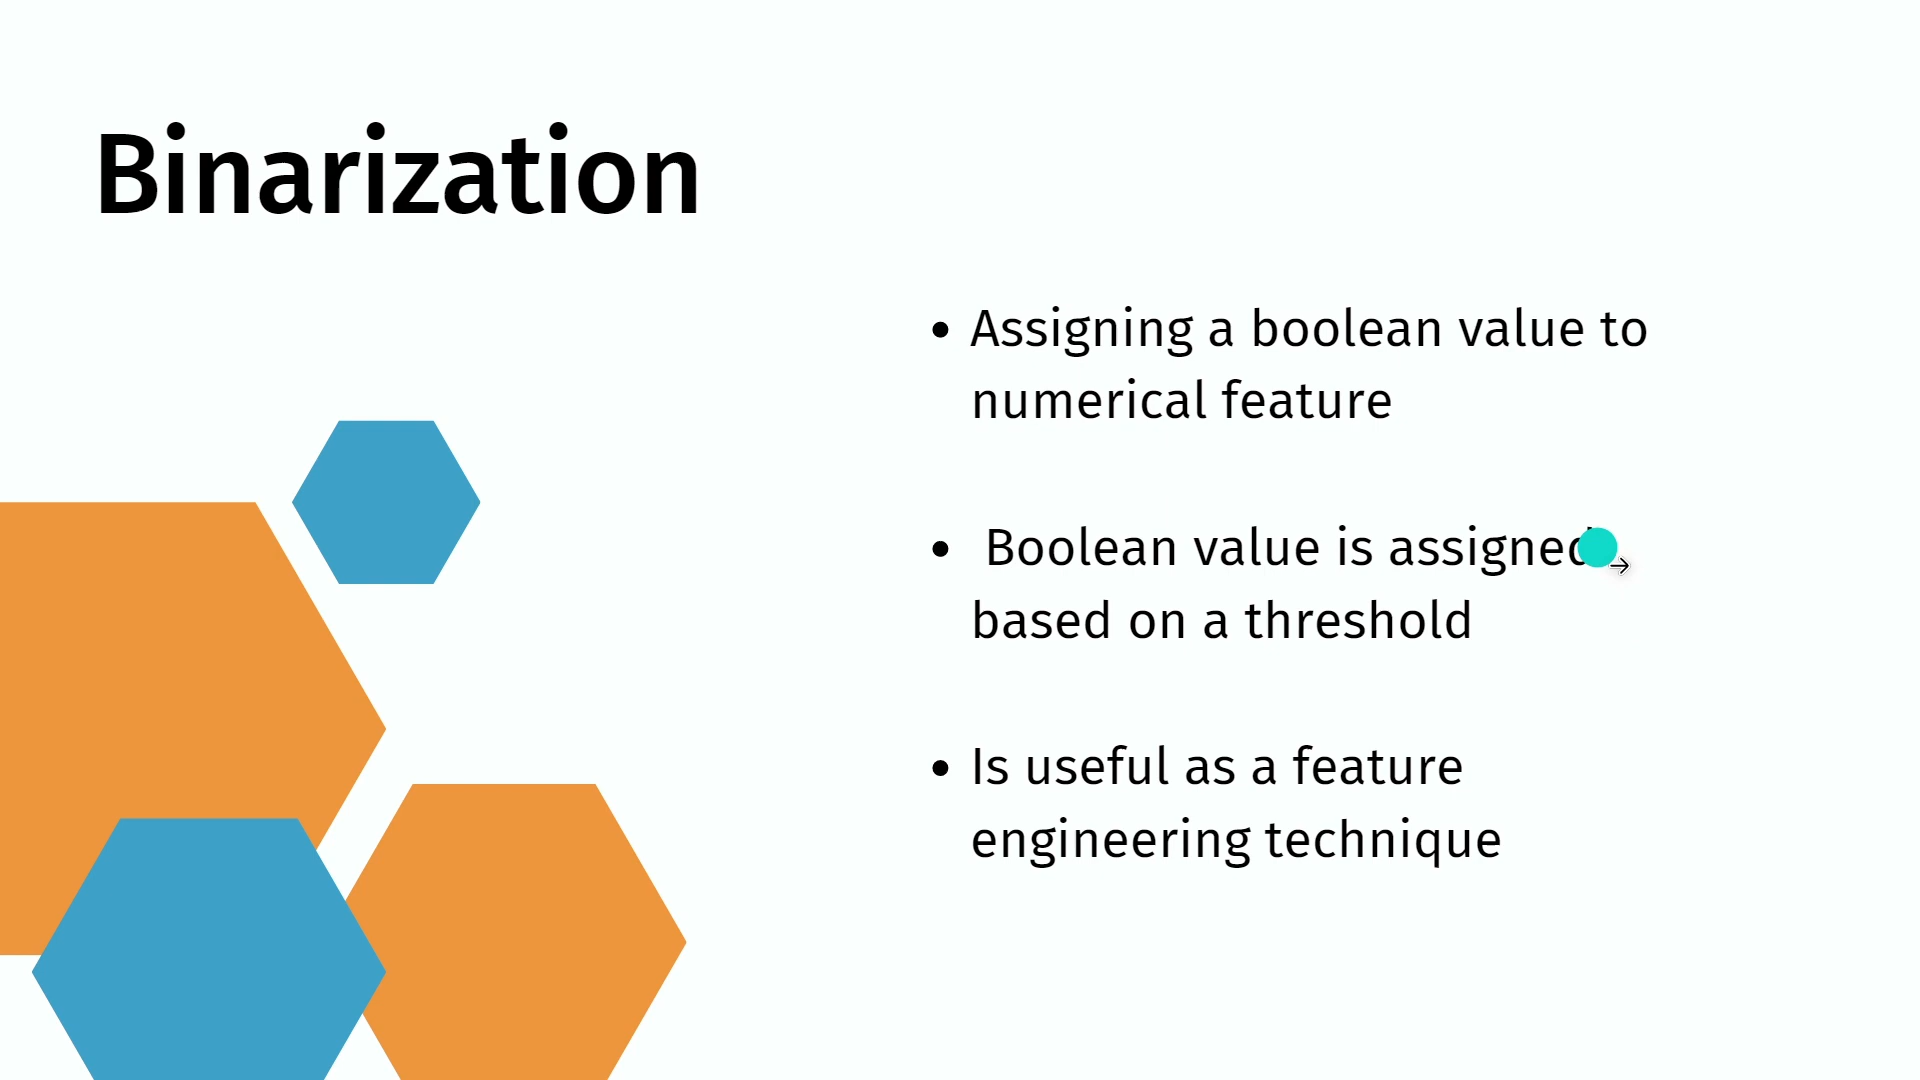 Binarization
• Assigning a boolean value to
numerical feature
• Boolean value is assigned
based on a threshold
• Is useful as a feature
engineering technique